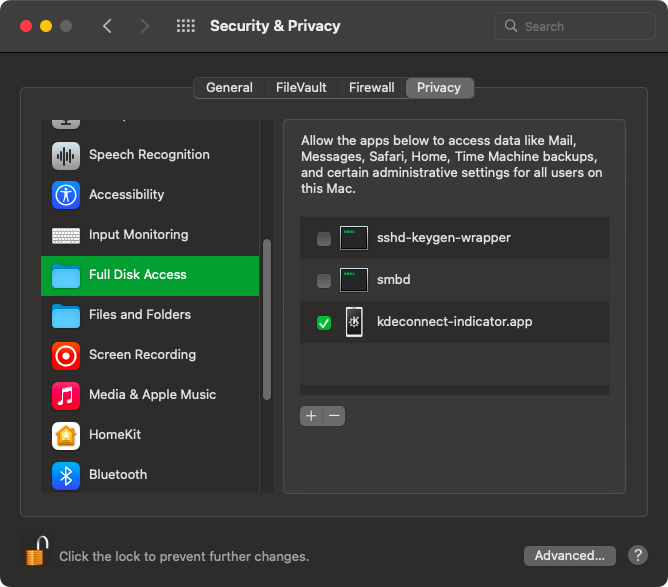 Security & Privacy
Search
General
FileVault
Firewall
Privacy
Speech Recognition
Accessibility
Input Monitoring
Full Disk Access
Files and Folders
Screen Recording
Media & Apple Music
HomeKit
Bluetooth
Allow the apps below to access data like Mail,
Messages, Safari, Home, Time Machine backups,
and certain administrative settings for all users on
this Mac.
sshd-keygen-wrapper
smbd
kdeconnect-indicator.app
+ −
Click the lock to prevent further changes.
Advanced...
?